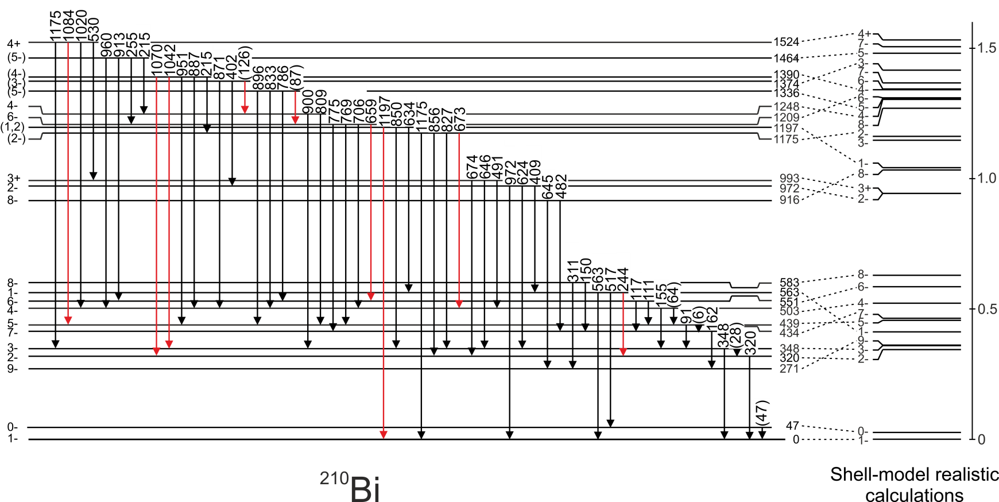 1175 1084 1020 530 960 913 255 215 1070 1042 951 887 215 871 402 (126) 896 833 786 (87) 900 809 775 769 706 659 1197 850 634 1175 856 827 673
674 646 491 972 624 409 645 482
311 150 563 517 244 117 111 155 (64) 91 (6) 162 348 (28) 320 (47)
4+ 1524 4+
7-
(5-) 1464 5- 1.5
3-
(4-) 1390 7-
(3-) 1374 6-
4-
(5-) 1336 6-
4- 1248 5-
6- 1209 4-
(1,2) 1197 8-
(2-) 1175 2-
3-
1-
8-
3+ 993 3+ 1.0
2- 972 2-
8- 916
8- 583 8-
1- 563 6-
6- 551
4- 503 4- 0.5
5- 439 7-
7- 434 5-
1-
9-
3- 348 3-
2- 320 2-
9- 271
0- 47 0-
1- 0 1- 0
210Bi
Shell-model realistic
calculations